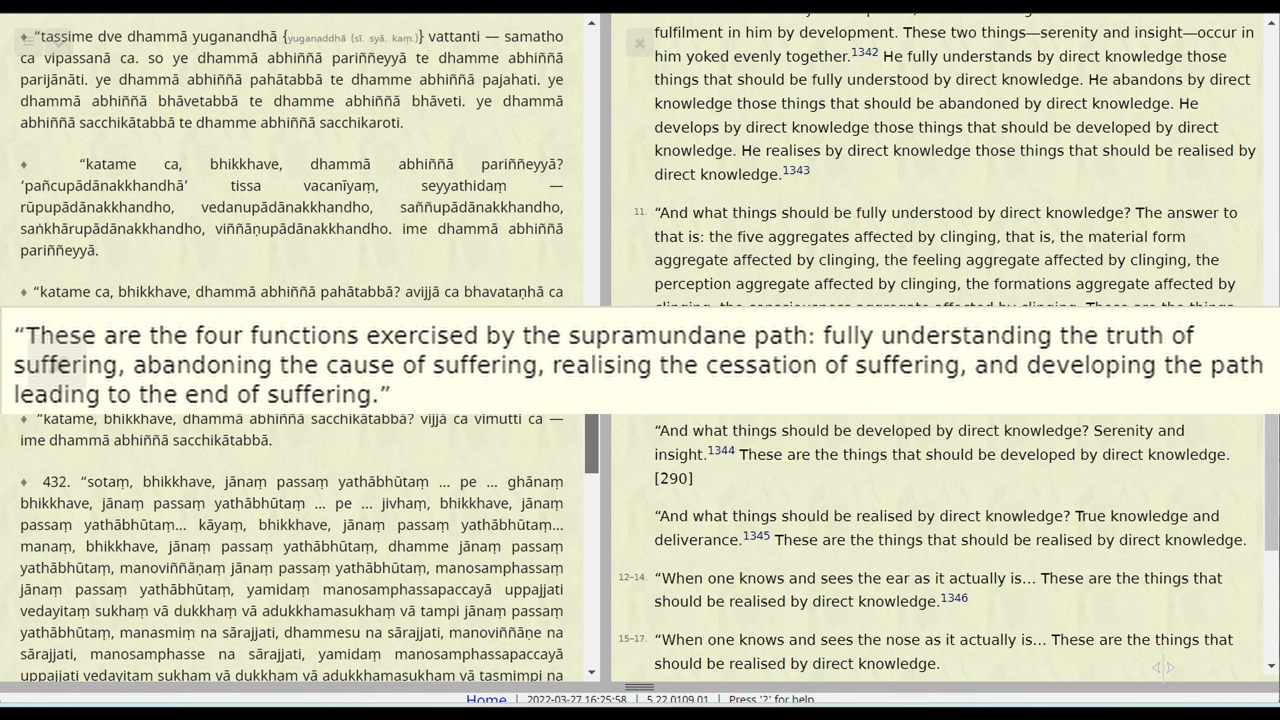 ♦ “tassime dve dhammā yuganandhā {yuganaddhā (sī. syā. kaṃ.)} vattanti — samatho
ca vipassanā ca. so ye dhammā abhiññā pariññeyyā te dhamme abhiññā
parijānāti. ye dhammā abhiññā pahātabbā te dhamme abhiññā pajahati. ye
dhammā abhiññā bhāvetabbā te dhamme abhiññā bhāveti. ye dhammā
abhiññā sacchikātabbā te dhamme abhiññā sacchikaroti.
♦ “katame ca, bhikkhave, dhammā abhiññā pariññeyyā?
‘pañcupādānakkhandhā’ tissa vacanīyaṃ, seyyathidaṃ —
rūpupādānakkhandho, vedanupādānakkhandho, saññupādānakkhandho,
saṅkhārupādānakkhandho, viññāṇupādānakkhandho. ime dhammā abhiññā
pariññeyyā.
♦ “katame ca, bhikkhave, dhammā abhiññā pahātabbā? avijjā ca bhavataṇhā ca
“These are the four functions exercised by the supramundane path: fully understanding the truth of
suffering, abandoning the cause of suffering, realising the cessation of suffering, and developing the path
leading to the end of suffering.”
♦ “katame, bhikkhave, dhammā abhiññā sacchikātabbā? vijjā ca vimutti ca —
ime dhammā abhiññā sacchikātabbā.
♦ 432. “sotaṃ, bhikkhave, jānaṃ passaṃ yathābhūtaṃ ... pe ... ghānaṃ
bhikkhave, jānaṃ passaṃ yathābhūtaṃ ... pe ... jivhaṃ, bhikkhave, jānaṃ
passaṃ yathābhūtaṃ... kāyaṃ, bhikkhave, jānaṃ passaṃ yathābhūtaṃ...
manaṃ, bhikkhave, jānaṃ passaṃ yathābhūtaṃ, dhamme jānaṃ passaṃ
yathābhūtaṃ, manoviññāṇaṃ jānaṃ passaṃ yathābhūtaṃ, manosamphassaṃ
jānaṃ passaṃ yathābhūtaṃ, yamidaṃ manosamphassapaccayā uppajjati
vedayitaṃ sukhaṃ vā dukkhaṃ vā adukkhamasukhaṃ vā tampi jānaṃ passaṃ
yathābhūtaṃ, manasmiṃ na sārajjati, dhammesu na sārajjati, manoviññāṇe na
sārajjati, manosamphasse na sārajjati, yamidaṃ manosamphassapaccayā
uppajjati vedayitaṃ sukhaṃ vā dukkhaṃ vā adukkhamasukhaṃ vā tasmimpi na
fulfilment in him by development. These two things—serenity and insight—occur in
him yoked evenly together.1342 He fully understands by direct knowledge those
things that should be fully understood by direct knowledge. He abandons by direct
knowledge those things that should be abandoned by direct knowledge. He
develops by direct knowledge those things that should be developed by direct
knowledge. He realises by direct knowledge those things that should be realised by
direct knowledge.1343
11. “And what things should be fully understood by direct knowledge? The answer to
that is: the five aggregates affected by clinging, that is, the material form
aggregate affected by clinging, the feeling aggregate affected by clinging, the
perception aggregate affected by clinging, the formations aggregate affected by
clinging, the consciousness aggregate affected by clinging. These are the things
“And what things should be developed by direct knowledge? Serenity and
insight.1344 These are the things that should be developed by direct knowledge.
[290]
“And what things should be realised by direct knowledge? True knowledge and
deliverance.1345 These are the things that should be realised by direct knowledge.
12–14. “When one knows and sees the ear as it actually is… These are the things that
should be realised by direct knowledge.1346
15–17. “When one knows and sees the nose as it actually is… These are the things that
should be realised by direct knowledge.
Home | 2022-03-27 16:25:58 | 5.22.0109.01 | Press '?' for help